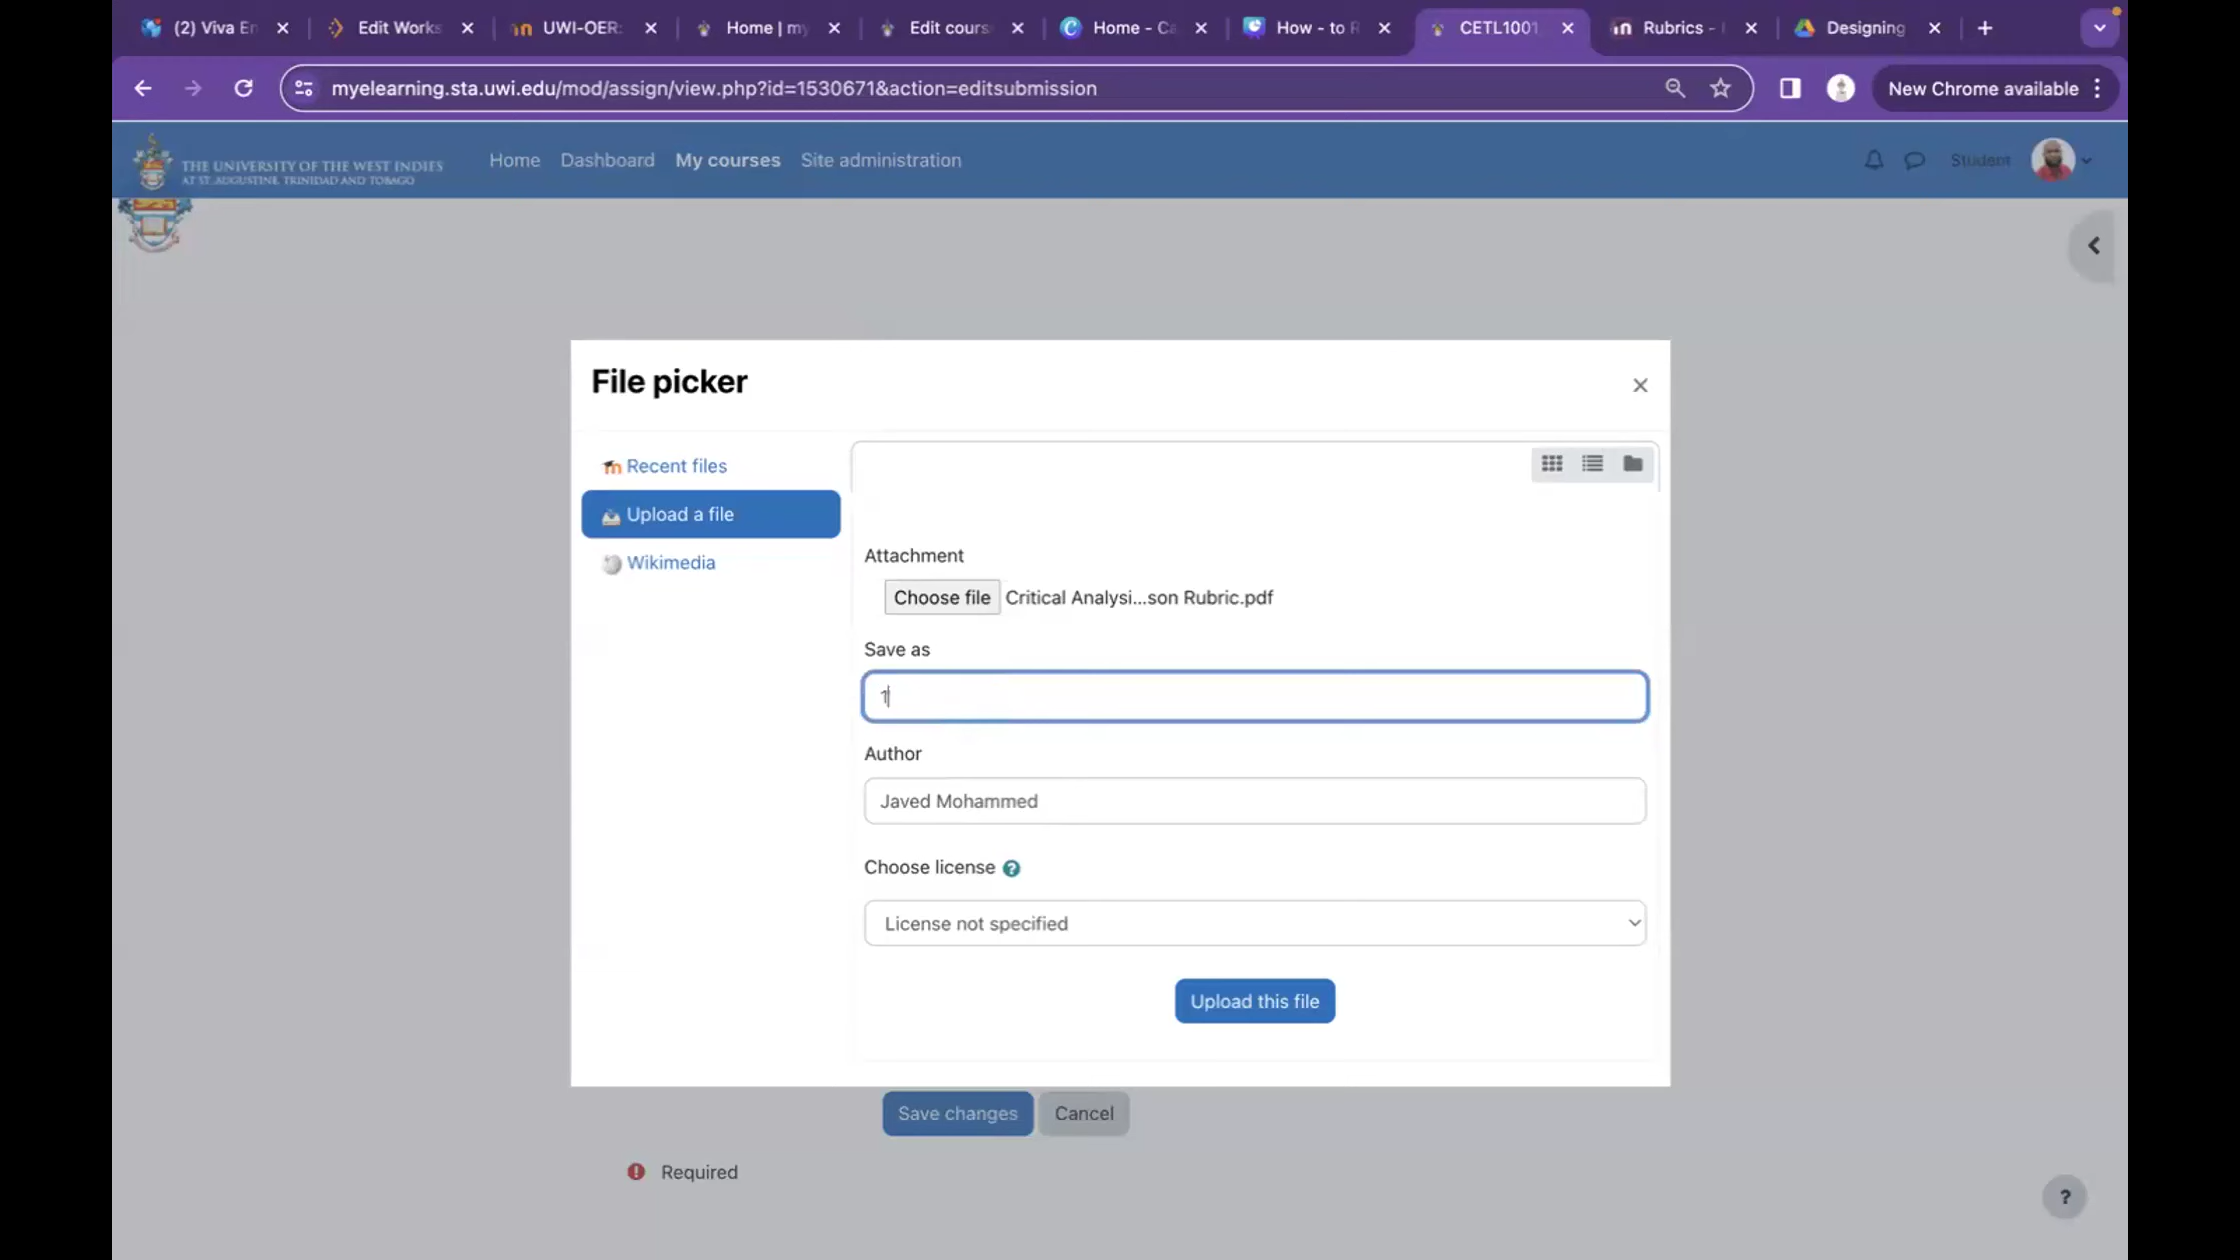 (2) Viva En
Edit Works
UWI-OER:
Home | my
Edit cours
Home - Ca
How - to R
CETL1001
Rubrics - |
Designing
myelearning.sta.uwi.edu/mod/assign/view.php?id=1530671&action=editsubmission
New Chrome available
THE UNIVERSITY OF THE WEST INDIES
AT ST. AUGUSTINE, TRINIDAD AND TOBAGO
Home
Dashboard
My courses
Site administration
Student
File picker
Recent files
Upload a file
Wikimedia
Attachment
Choose file
Critical Analysi...son Rubric.pdf
Save as
1
Author
Javed Mohammed
Choose license
License not specified
Upload this file
Save changes
Cancel
Required